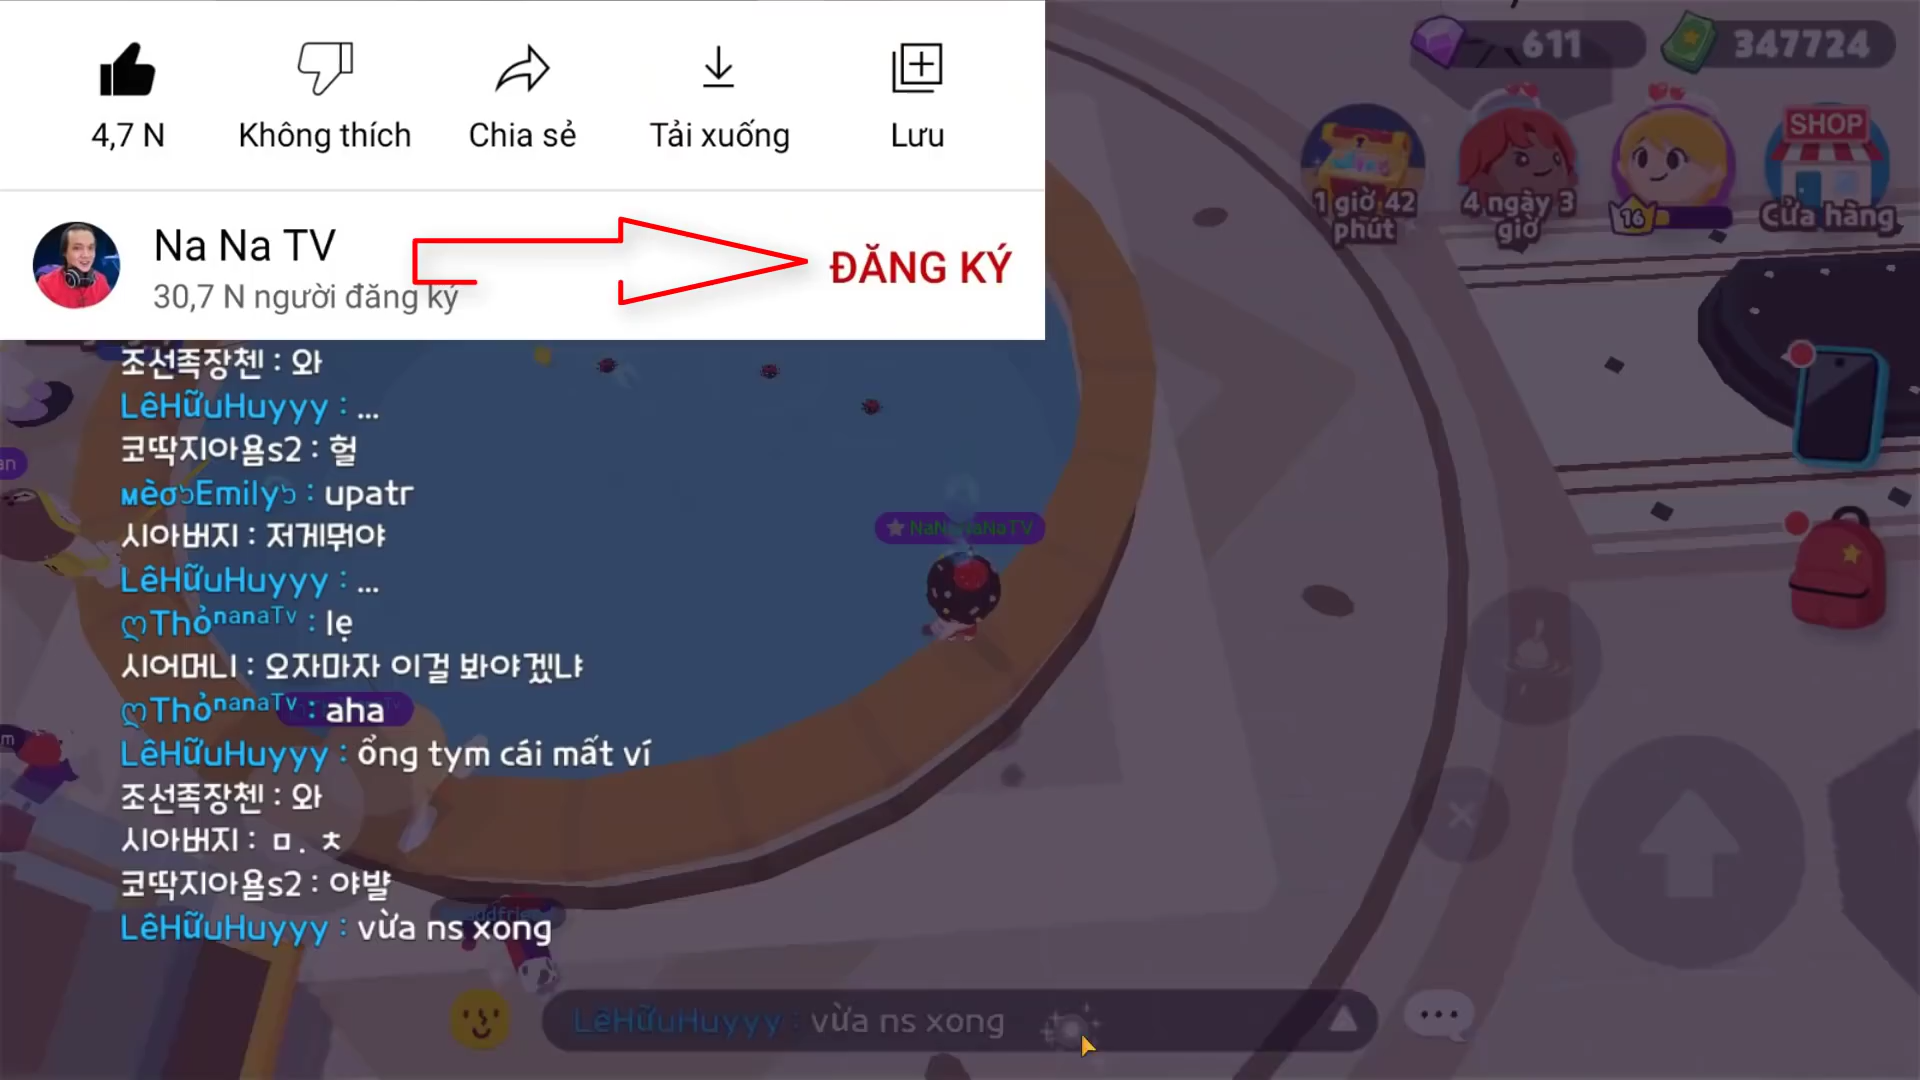 4,7 N
Không thích
Chia sẻ
Tải xuống
Lưu
Na Na TV
30,7 N người đăng ký
ĐĂNG KÝ
611
347724
1 giờ 42 phút
4 ngày 3 giờ
16
SHOP
Cửa hàng
조선족장첸 : 와
LêHữuHuyyy : ...
코딱지아욤s2 : 헐
мèσ์Emily์ : upatr
시아버지 : 저게뭐야
LêHữuHuyyy : ...
ღThỏⁿᵃⁿᵃᵀᵛ : lẹ
시어머니 : 오자마자 이걸 봐야겠냐
ღThỏⁿᵃⁿᵃᵀᵛ : aha
LêHữuHuyyy : ổng tym cái mất ví
조선족장첸 : 와
시아버지 : ㅁ. ㅊ
코딱지아욤s2 : 야발
LêHữuHuyyy : vừa ns xong
LêHữuHuyyy : vừa ns xong